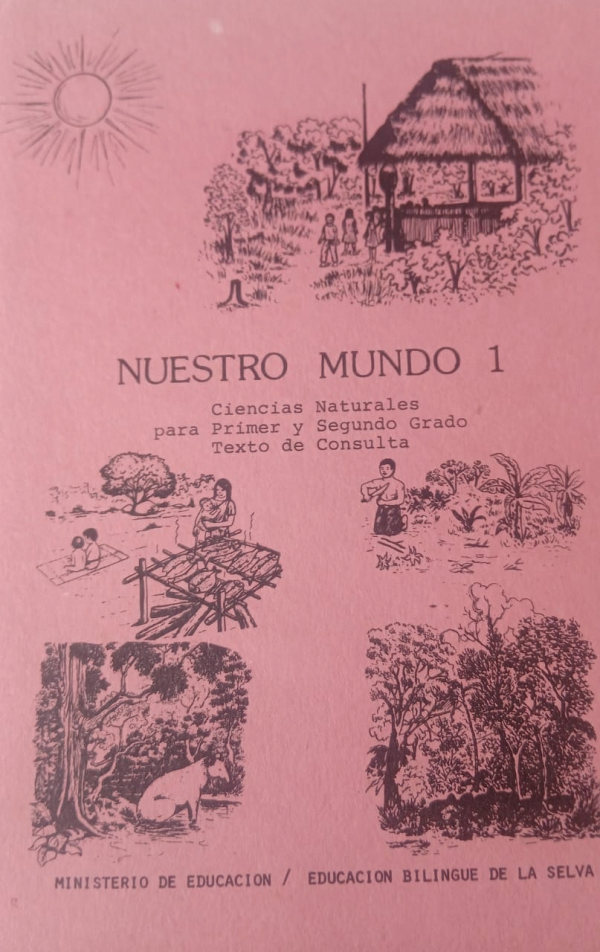 NUESTRO MUNDO 1
Ciencias Naturales
para Primer y Segundo Grado
Texto de Consulta
MINISTERIO DE EDUCACION / EDUCACION BILINGUE DE LA SELVA